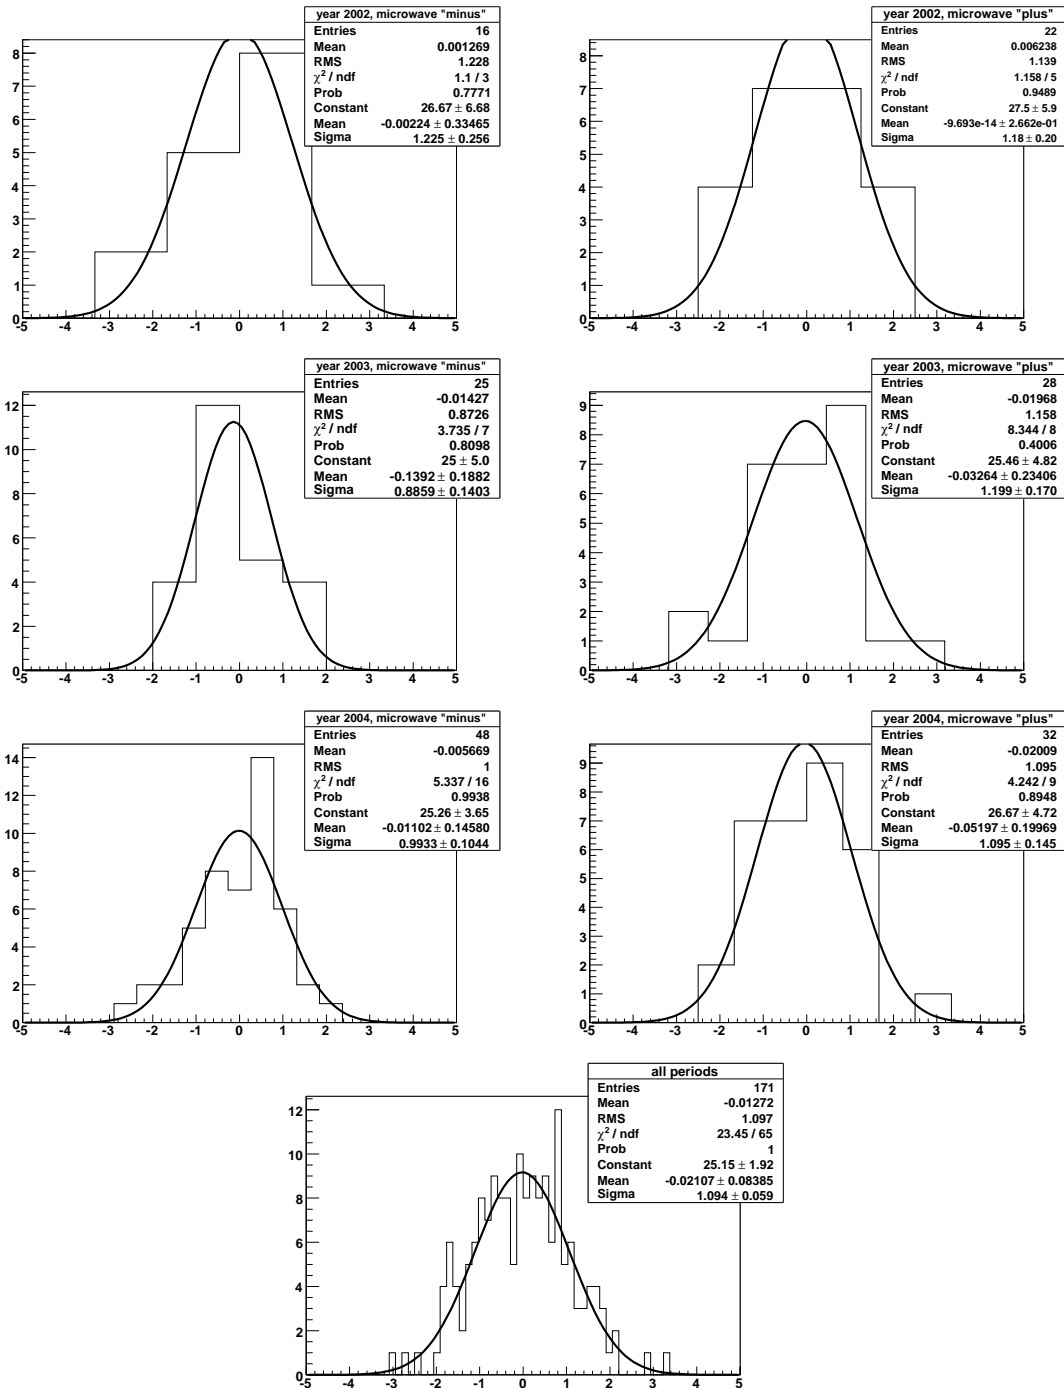 year 2002, microwave "minus"
Entries 16
Mean 0.001269
RMS 1.228
χ² / ndf 1.1 / 3
Prob 0.7771
Constant 26.67 ± 6.68
Mean -0.00224 ± 0.33465
Sigma 1.225 ± 0.256
8
7
6
5
4
3
2
1
0
-5 -4 -3 -2 -1 0 1 2 3 4 5
year 2002, microwave "plus"
Entries 22
Mean 0.006238
RMS 1.139
χ² / ndf 1.158 / 5
Prob 0.9489
Constant 27.5 ± 5.9
Mean -9.693e-14 ± 2.662e-01
Sigma 1.18 ± 0.20
8
7
6
5
4
3
2
1
0
-5 -4 -3 -2 -1 0 1 2 3 4 5
year 2003, microwave "minus"
Entries 25
Mean -0.01427
RMS 0.8726
χ² / ndf 3.735 / 7
Prob 0.8098
Constant 25 ± 5.0
Mean -0.1392 ± 0.1882
Sigma 0.8859 ± 0.1403
12
10
8
6
4
2
0
-5 -4 -3 -2 -1 0 1 2 3 4 5
year 2003, microwave "plus"
Entries 28
Mean -0.01968
RMS 1.158
χ² / ndf 8.344 / 8
Prob 0.4006
Constant 25.46 ± 4.82
Mean -0.03264 ± 0.23406
Sigma 1.199 ± 0.170
9
8
7
6
5
4
3
2
1
0
-5 -4 -3 -2 -1 0 1 2 3 4 5
year 2004, microwave "minus"
Entries 48
Mean -0.005669
RMS 1
χ² / ndf 5.337 / 16
Prob 0.9938
Constant 25.26 ± 3.65
Mean -0.01102 ± 0.14580
Sigma 0.9933 ± 0.1044
14
12
10
8
6
4
2
0
-5 -4 -3 -2 -1 0 1 2 3 4 5
year 2004, microwave "plus"
Entries 32
Mean -0.02009
RMS 1.095
χ² / ndf 4.242 / 9
Prob 0.8948
Constant 26.67 ± 4.72
Mean -0.05197 ± 0.19969
Sigma 1.095 ± 0.145
9
8
7
6
5
4
3
2
1
0
-5 -4 -3 -2 -1 0 1 2 3 4 5
all periods
Entries 171
Mean -0.01272
RMS 1.097
χ² / ndf 23.45 / 65
Prob 1
Constant 25.15 ± 1.92
Mean -0.02107 ± 0.08385
Sigma 1.094 ± 0.059
12
10
8
6
4
2
0
-5 -4 -3 -2 -1 0 1 2 3 4 5